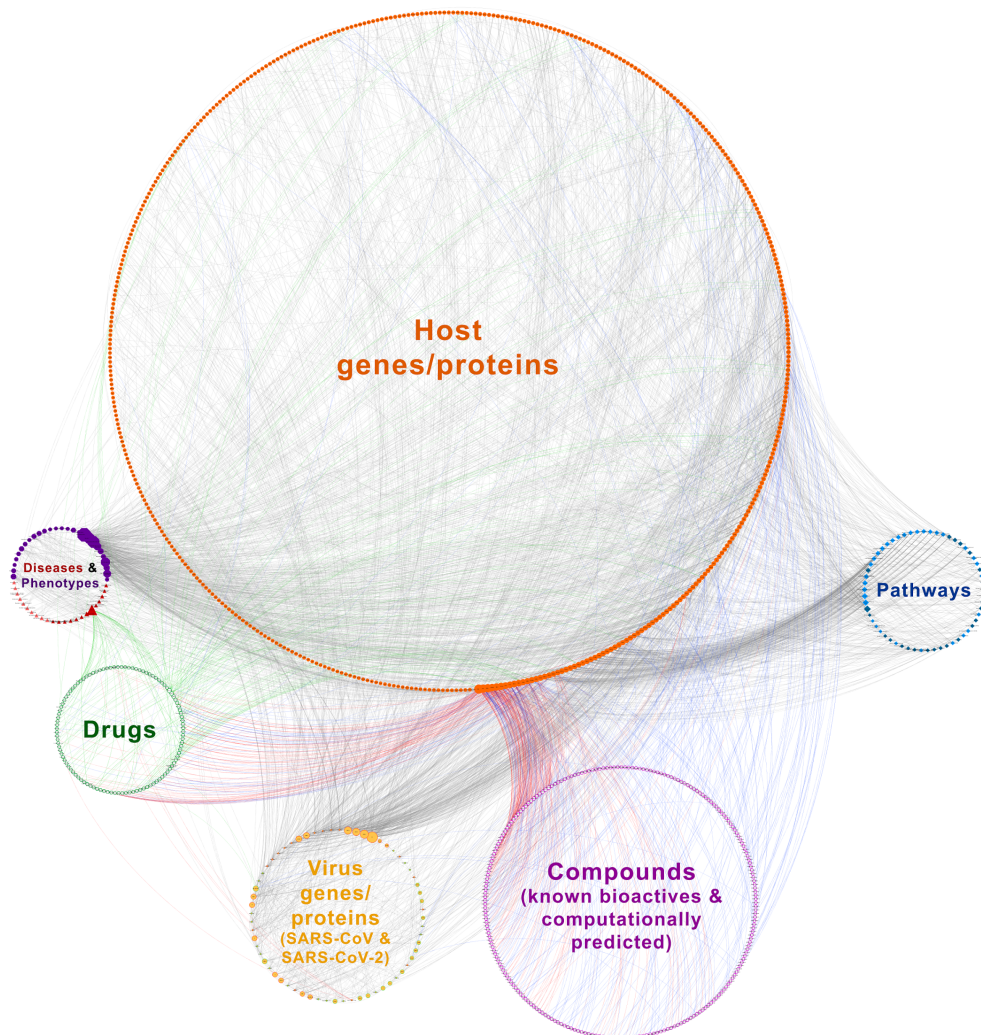 Host
genes/proteins
Diseases &
Phenotypes
Pathways
Drugs
Virus
genes/
proteins
(SARS-CoV &
SARS-CoV-2)
Compounds
(known bioactives &
computationally
predicted)